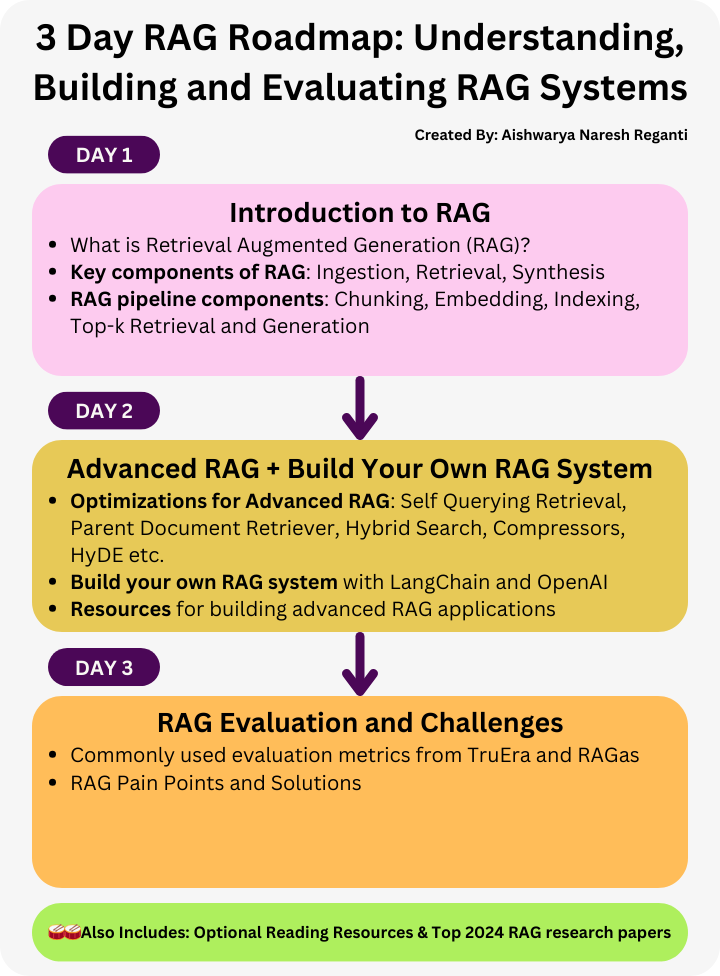 3 Day RAG Roadmap: Understanding,
Building and Evaluating RAG Systems
Created By: Aishwarya Naresh Reganti
DAY 1
Introduction to RAG
• What is Retrieval Augmented Generation (RAG)?
• Key components of RAG: Ingestion, Retrieval, Synthesis
• RAG pipeline components: Chunking, Embedding, Indexing,
Top-k Retrieval and Generation
DAY 2
Advanced RAG + Build Your Own RAG System
• Optimizations for Advanced RAG: Self Querying Retrieval,
Parent Document Retriever, Hybrid Search, Compressors,
HyDE etc.
• Build your own RAG system with LangChain and OpenAI
• Resources for building advanced RAG applications
DAY 3
RAG Evaluation and Challenges
• Commonly used evaluation metrics from TruEra and RAGas
• RAG Pain Points and Solutions
🥁🥁Also Includes: Optional Reading Resources & Top 2024 RAG research papers